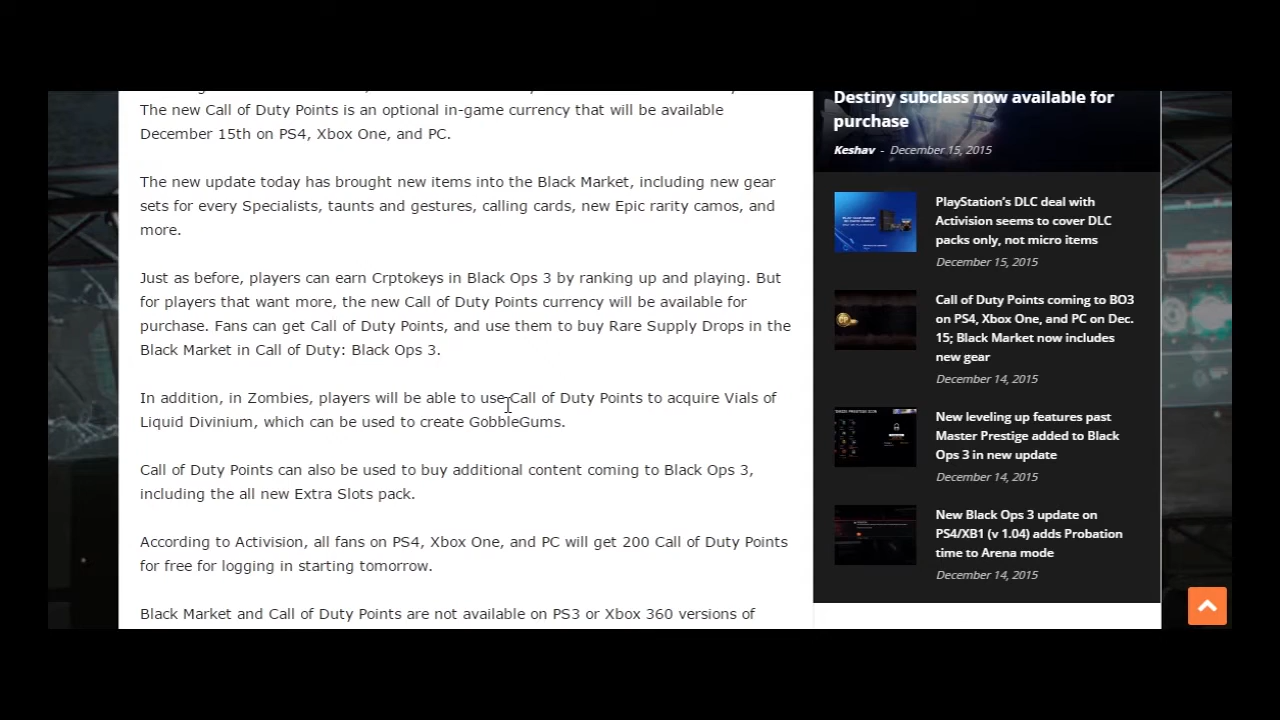 The new Call of Duty Points is an optional in-game currency that will be available
December 15th on PS4, Xbox One, and PC.
The new update today has brought new items into the Black Market, including new gear
sets for every Specialists, taunts and gestures, calling cards, new Epic rarity camos, and
more.
Just as before, players can earn Crptokeys in Black Ops 3 by ranking up and playing. But
for players that want more, the new Call of Duty Points currency will be available for
purchase. Fans can get Call of Duty Points, and use them to buy Rare Supply Drops in the
Black Market in Call of Duty: Black Ops 3.
In addition, in Zombies, players will be able to use Call of Duty Points to acquire Vials of
Liquid Divinium, which can be used to create GobbleGums.
Call of Duty Points can also be used to buy additional content coming to Black Ops 3,
including the all new Extra Slots pack.
According to Activision, all fans on PS4, Xbox One, and PC will get 200 Call of Duty Points
for free for logging in starting tomorrow.
Black Market and Call of Duty Points are not available on PS3 or Xbox 360 versions of
Destiny subclass now available for
purchase
Keshav - December 15, 2015
PlayStation's DLC deal with
Activision seems to cover DLC
packs only, not micro items
December 15, 2015
Call of Duty Points coming to BO3
on PS4, Xbox One, and PC on Dec.
15; Black Market now includes
new gear
December 14, 2015
New leveling up features past
Master Prestige added to Black
Ops 3 in new update
December 14, 2015
New Black Ops 3 update on
PS4/XB1 (v 1.04) adds Probation
time to Arena mode
December 14, 2015